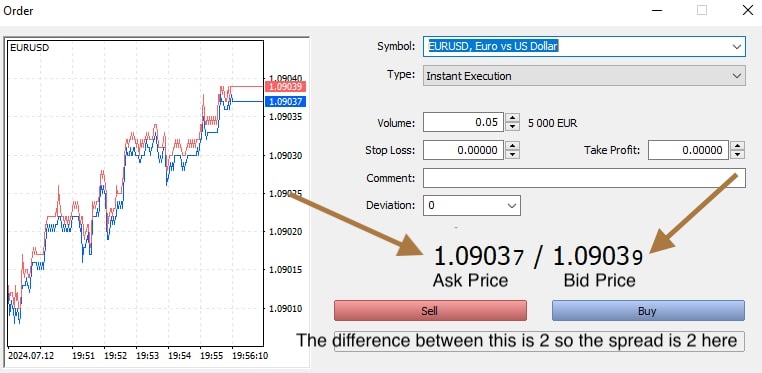 Order
EURUSD
1.09040
1.09039
1.09037
1.09035
1.09030
1.09025
1.09020
1.09015
1.09010
2024.07.12 19:51 19:52 19:53 19:54 19:55 19:56:10
Symbol: EURUSD, Euro vs US Dollar
Type: Instant Execution
Volume: 0.05 5 000 EUR
Stop Loss: 0.00000 Take Profit: 0.00000
Comment:
Deviation: 0
1.09037 / 1.09039
Ask Price Bid Price
Sell Buy
The difference between this is 2 so the spread is 2 here